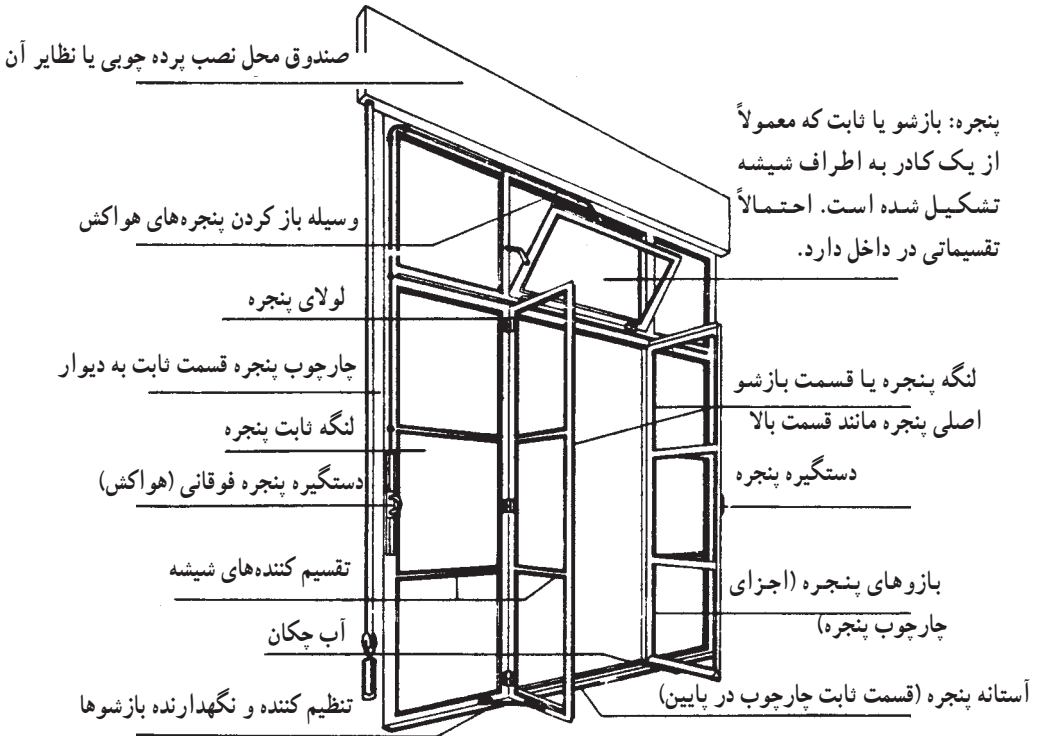 صندوق محل نصب پرده چوبی یا نظایر آن
پنجره: بازشو یا ثابت که معمولاً
از یک کادر به اطراف شیشه
تشکیل شده است. احتمالاً
تقسیماتی در داخل دارد.
وسیله باز کردن پنجره‌های هواکش
لولای پنجره
چارچوب پنجره قسمت ثابت به دیوار
لنگه پنجره یا قسمت بازشو
اصلی پنجره مانند قسمت بالا
لنگه ثابت پنجره
دستگیره پنجره
دستگیره پنجره فوقانی (هواکش)
تقسیم کننده‌های شیشه
بازوهای پنجره (اجزای
چارچوب پنجره)
آب چکان
آستانه پنجره (قسمت ثابت چارچوب در پایین)
تنظیم کننده و نگهدارنده بازشوها